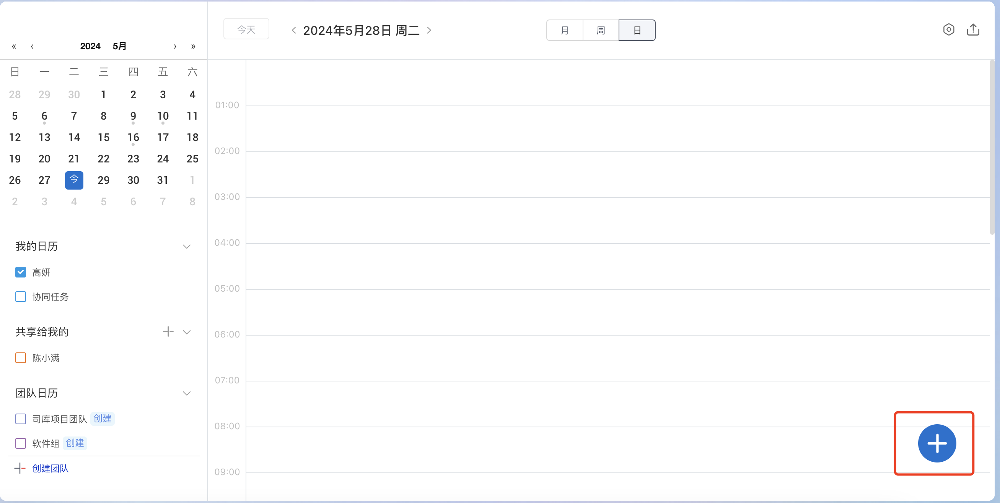 « ‹ 2024 5月 › »
日 一 二 三 四 五 六
28 29 30 1 2 3 4
5 6 7 8 9 10 11
12 13 14 15 16 17 18
19 20 21 22 23 24 25
26 27 今 29 30 31 1
2 3 4 5 6 7 8
我的日历
高妍
协同任务
共享给我的
陈小满
团队日历
司库项目团队 创建
软件组 创建
创建团队
今天 2024年5月28日 周二 月 周 日
01:00
02:00
03:00
04:00
05:00
06:00
07:00
08:00
09:00